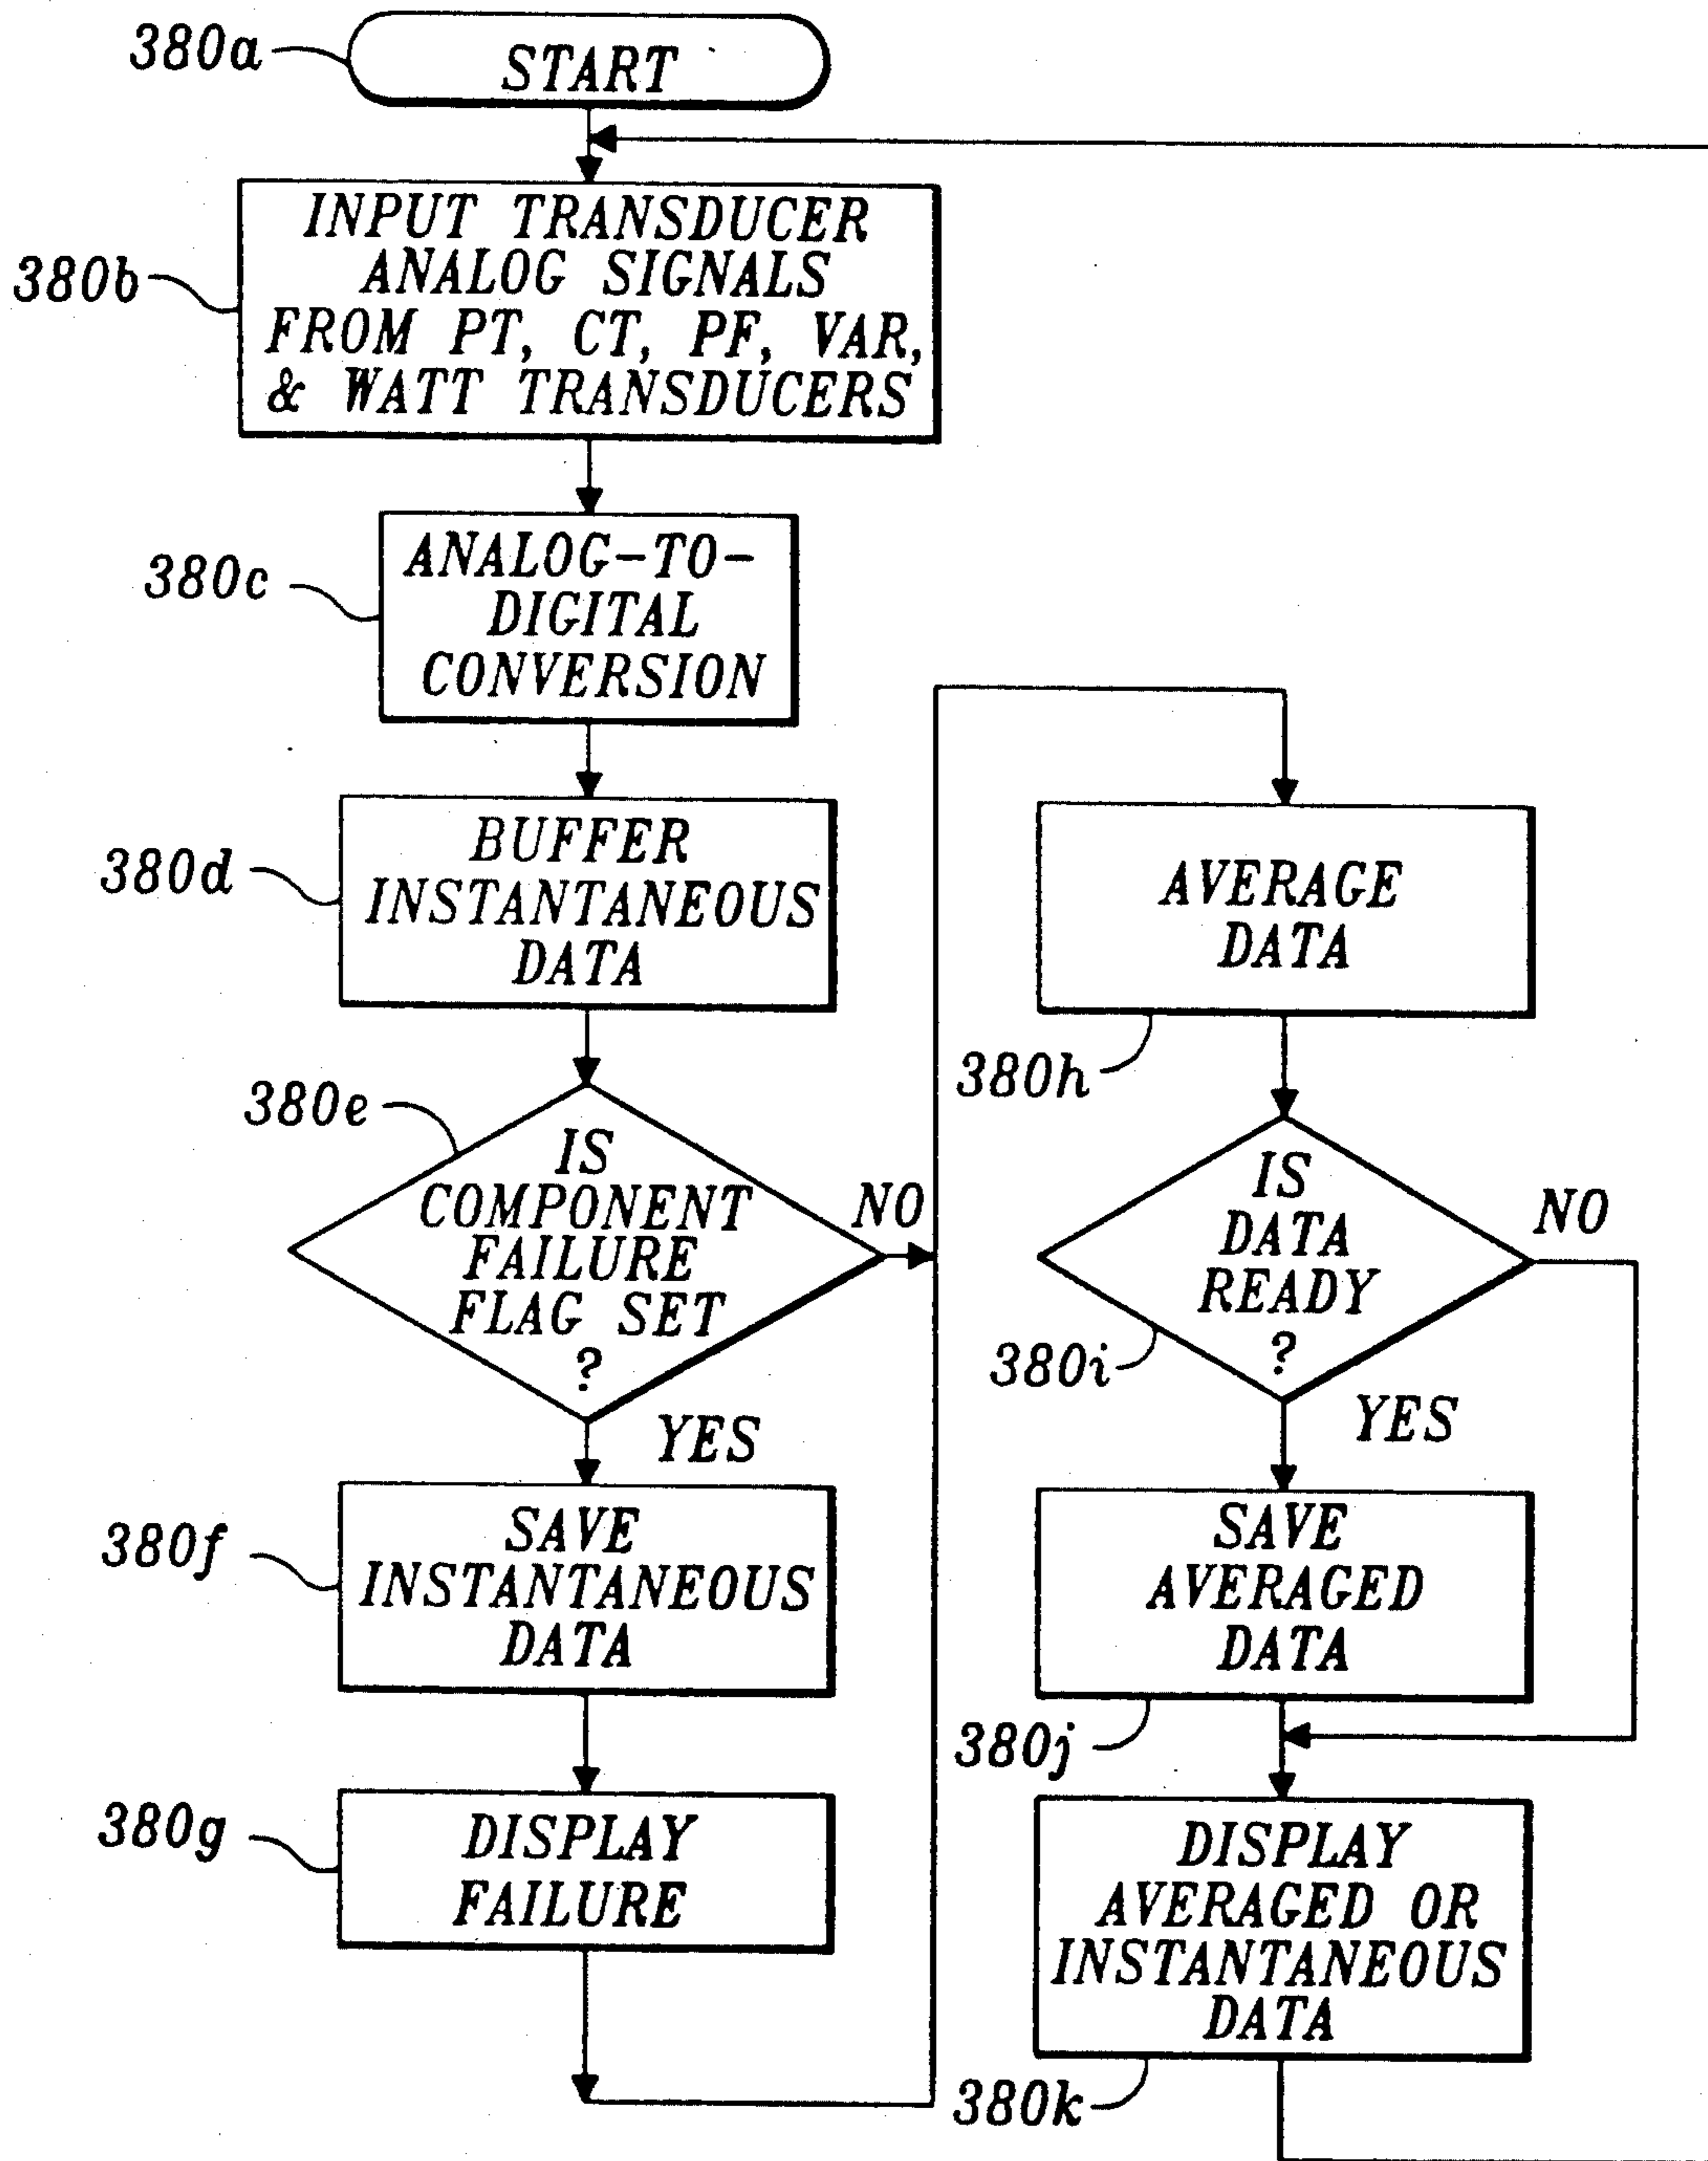 380a
START
380b
INPUT TRANSDUCER
ANALOG SIGNALS
FROM PT, CT, PF, VAR,
& WATT TRANSDUCERS
380c
ANALOG-TO-
DIGITAL
CONVERSION
380d
BUFFER
INSTANTANEOUS
DATA
380e
IS
COMPONENT
FAILURE
FLAG SET
?
NO
YES
380f
SAVE
INSTANTANEOUS
DATA
380g
DISPLAY
FAILURE
AVERAGE
DATA
380h
IS
DATA
READY
?
NO
380i
YES
SAVE
AVERAGED
DATA
380j
DISPLAY
AVERAGED OR
INSTANTANEOUS
DATA
380k